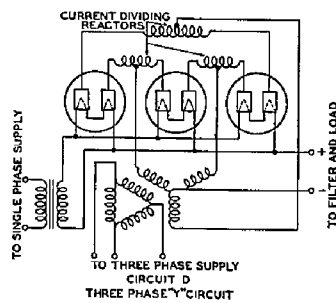 CURRENT DIVIDING
REACTORS
TO SINGLE PHASE SUPPLY
+
-
TO FILTER AND LOAD
TO THREE PHASE SUPPLY
CIRCUIT D
THREE PHASE "Y" CIRCUIT